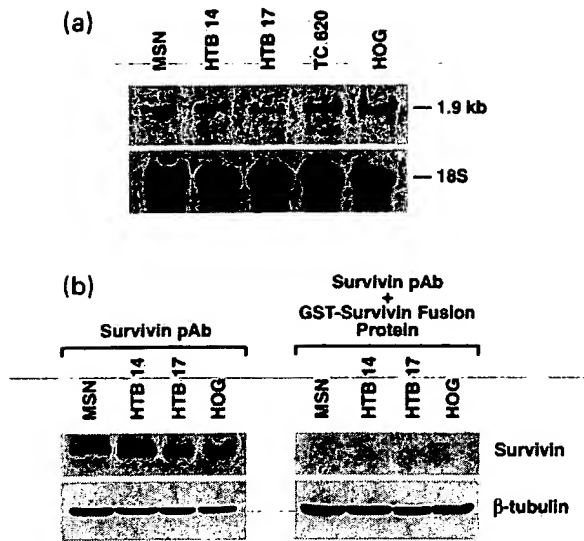 (a)
MSN HTB 14 HTB 17 TC 620 HOG
1.9 kb
18S
(b)
Survivin pAb
Survivin pAb
+
GST-Survivin Fusion
Protein
MSN HTB 14 HTB 17 HOG
MSN HTB 14 HTB 17 HOG
Survivin
β-tubulin